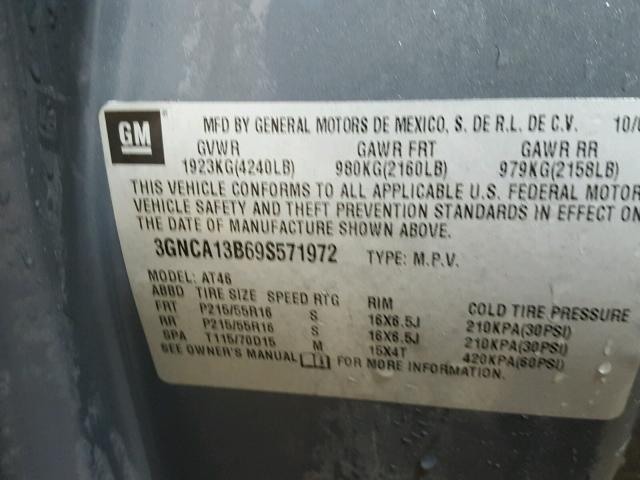 GM
MFD BY GENERAL MOTORS DE MEXICO, S. DE R.L. DE C.V. 10/0
GVWR GAWR FRT GAWR RR
1923KG(4240LB) 980KG(2160LB) 979KG(2158LB)
THIS VEHICLE CONFORMS TO ALL APPLICABLE U.S. FEDERAL MOTOR
VEHICLE SAFETY AND THEFT PREVENTION STANDARDS IN EFFECT ON
THE DATE OF MANUFACTURE SHOWN ABOVE.
3GNCA13B69S571972 TYPE: M.P.V.
MODEL: AT46
ABBD TIRE SIZE SPEED RTG RIM COLD TIRE PRESSURE
FRT P215/55R16 S 16X6.5J 210KPA(30PSI)
RR P215/55R16 S 16X6.5J 210KPA(30PSI)
SPA T115/70D15 M 15X4T 420KPA(60PSI)
SEE OWNER'S MANUAL FOR MORE INFORMATION.